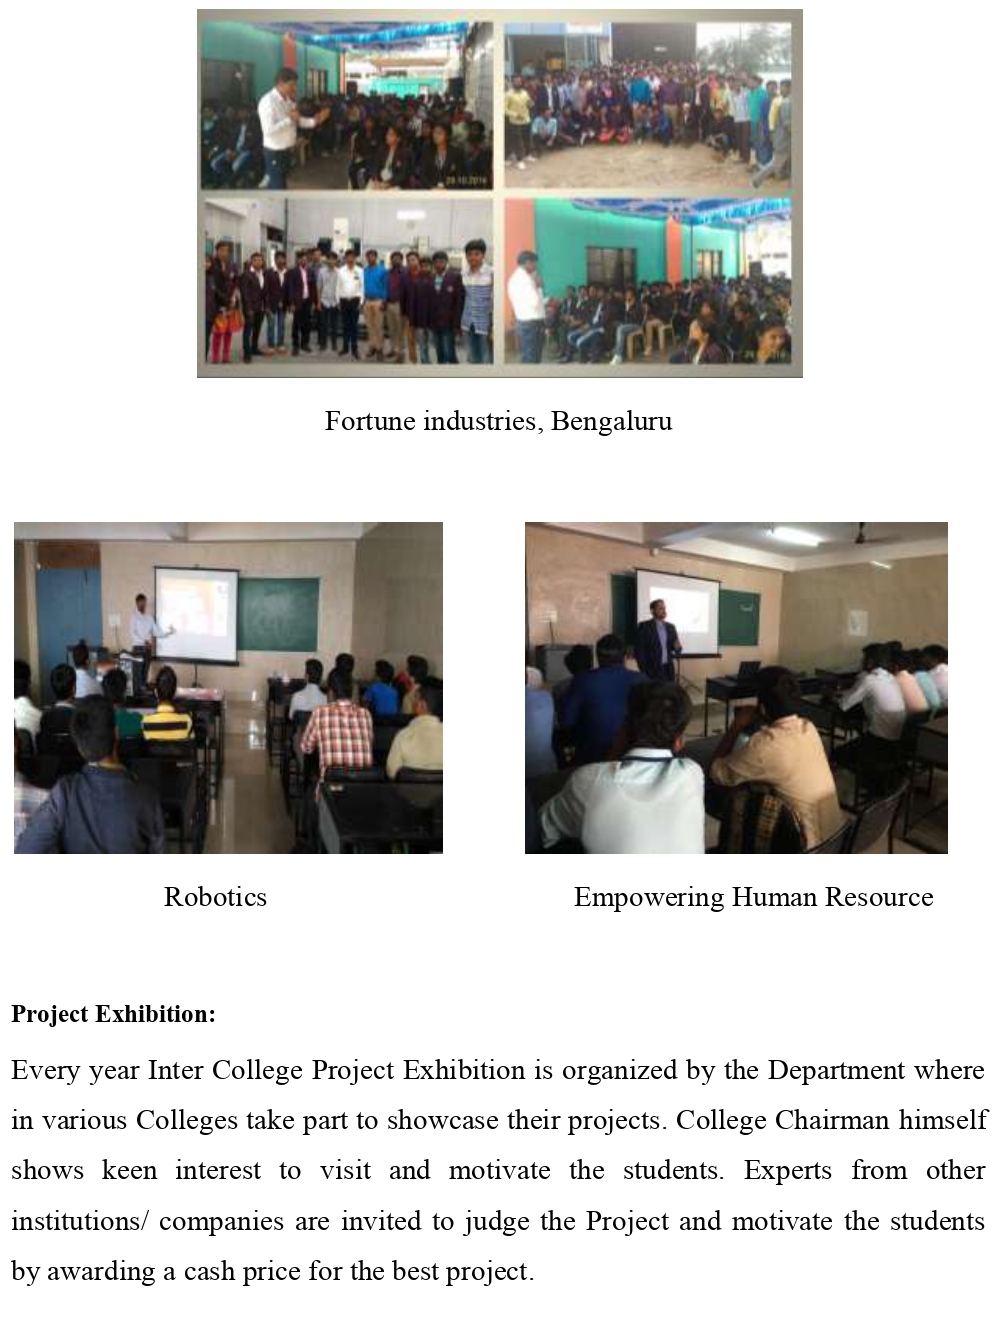 29.10.2016
Fortune industries, Bengaluru
Robotics
Empowering Human Resource
Project Exhibition:
Every year Inter College Project Exhibition is organized by the Department where
in various Colleges take part to showcase their projects. College Chairman himself
shows keen interest to visit and motivate the students. Experts from other
institutions/ companies are invited to judge the Project and motivate the students
by awarding a cash price for the best project.